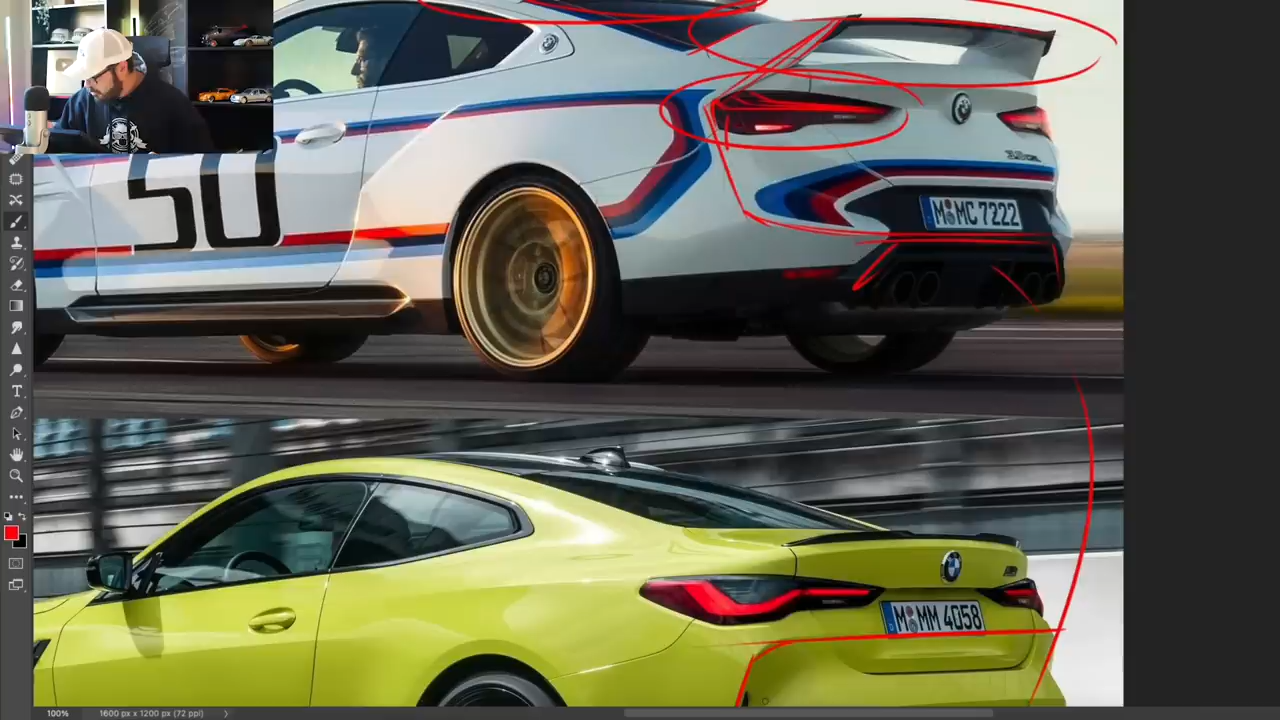 50
3.0 CSL
M MC 7222
M MM 4058
100%
1600 px x 1200 px (72 ppi)